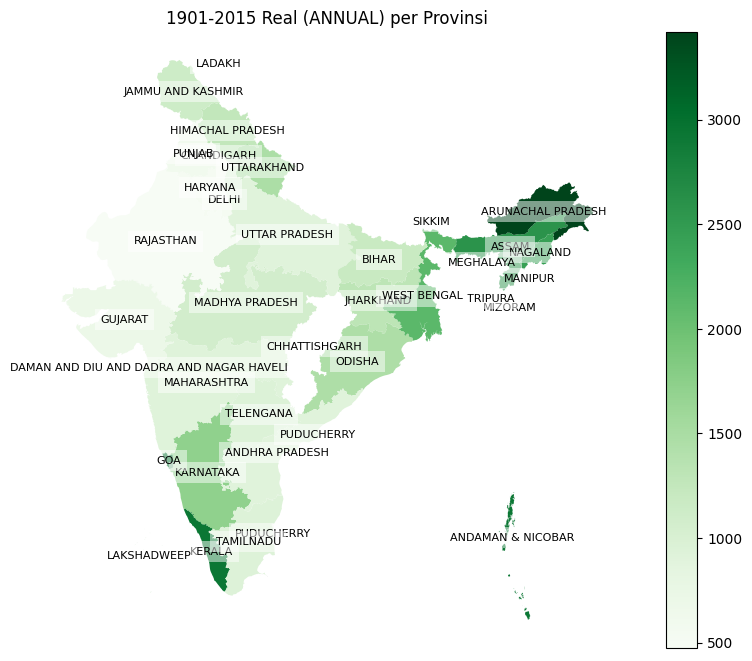 1901-2015 Real (ANNUAL) per Provinsi
LADAKH
JAMMU AND KASHMIR
HIMACHAL PRADESH
PUNJAB
CHANDIGARH
UTTARAKHAND
HARYANA
DELHI
ARUNACHAL PRADESH
SIKKIM
UTTAR PRADESH
RAJASTHAN
ASSAM
NAGALAND
BIHAR
MEGHALAYA
MANIPUR
WEST BENGAL
JHARKHAND
MADHYA PRADESH
TRIPURA
MIZORAM
GUJARAT
CHHATTISHGARH
ODISHA
DAMAN AND DIU AND DADRA AND NAGAR HAVELI
MAHARASHTRA
TELENGANA
PUDUCHERRY
ANDHRA PRADESH
GOA
KARNATAKA
PUDUCHERRY
TAMILNADU
ANDAMAN & NICOBAR
KERALA
LAKSHADWEEP
3000
2500
2000
1500
1000
500